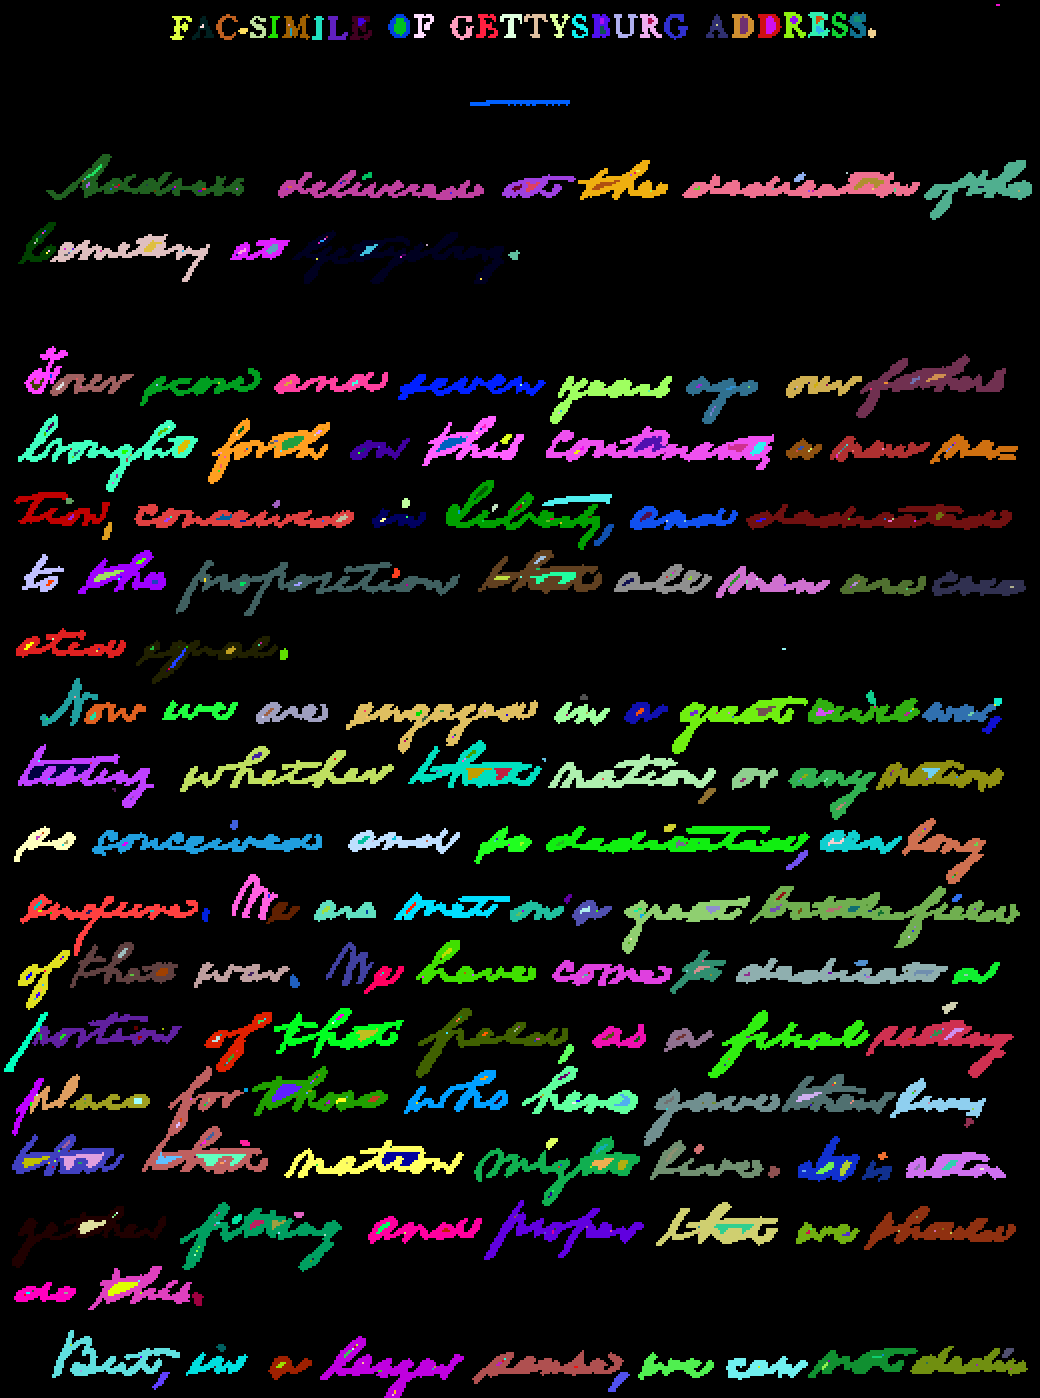 FAC-SIMILE OF GETTYSBURG ADDRESS.
Address delivered at the dedication of the
Cemetery at Gettysburg.
Four score and seven years ago our fathers
brought forth on this continent, a new na=
tion, conceived in Liberty, and dedicated
to the proposition that all men are cre=
ated equal.
Now we are engaged in a great civil war,
testing whether that nation, or any nation
so conceived and so dedicated, can long
endure. We are met on a great battle field
of that war. We have come to dedicate a
portion of that field, as a final resting
place for those who here gave their lives
that that nation might live. It is alto
gether fitting and proper that we should
do this.
But, in a larger sense, we can not dedi